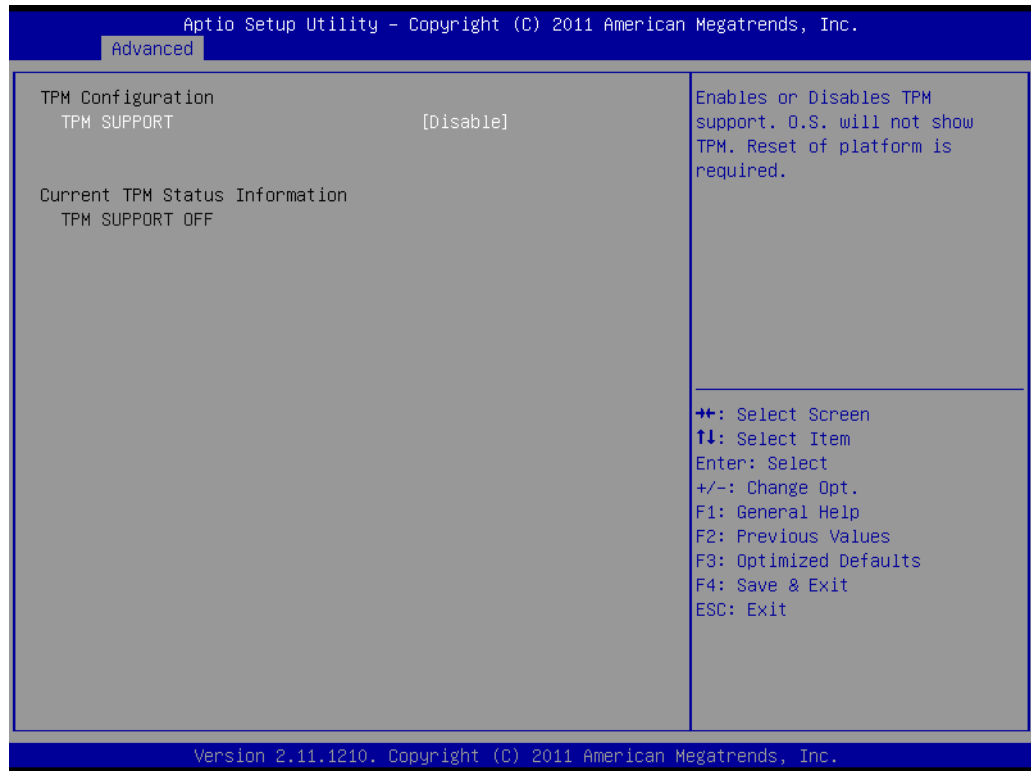 Aptio Setup Utility – Copyright (C) 2011 American Megatrends, Inc.
Advanced
TPM Configuration
TPM SUPPORT [Disable]
Current TPM Status Information
TPM SUPPORT OFF
Enables or Disables TPM
support. O.S. will not show
TPM. Reset of platform is
required.
→←: Select Screen
↑↓: Select Item
Enter: Select
+/-: Change Opt.
F1: General Help
F2: Previous Values
F3: Optimized Defaults
F4: Save & Exit
ESC: Exit
Version 2.11.1210. Copyright (C) 2011 American Megatrends, Inc.